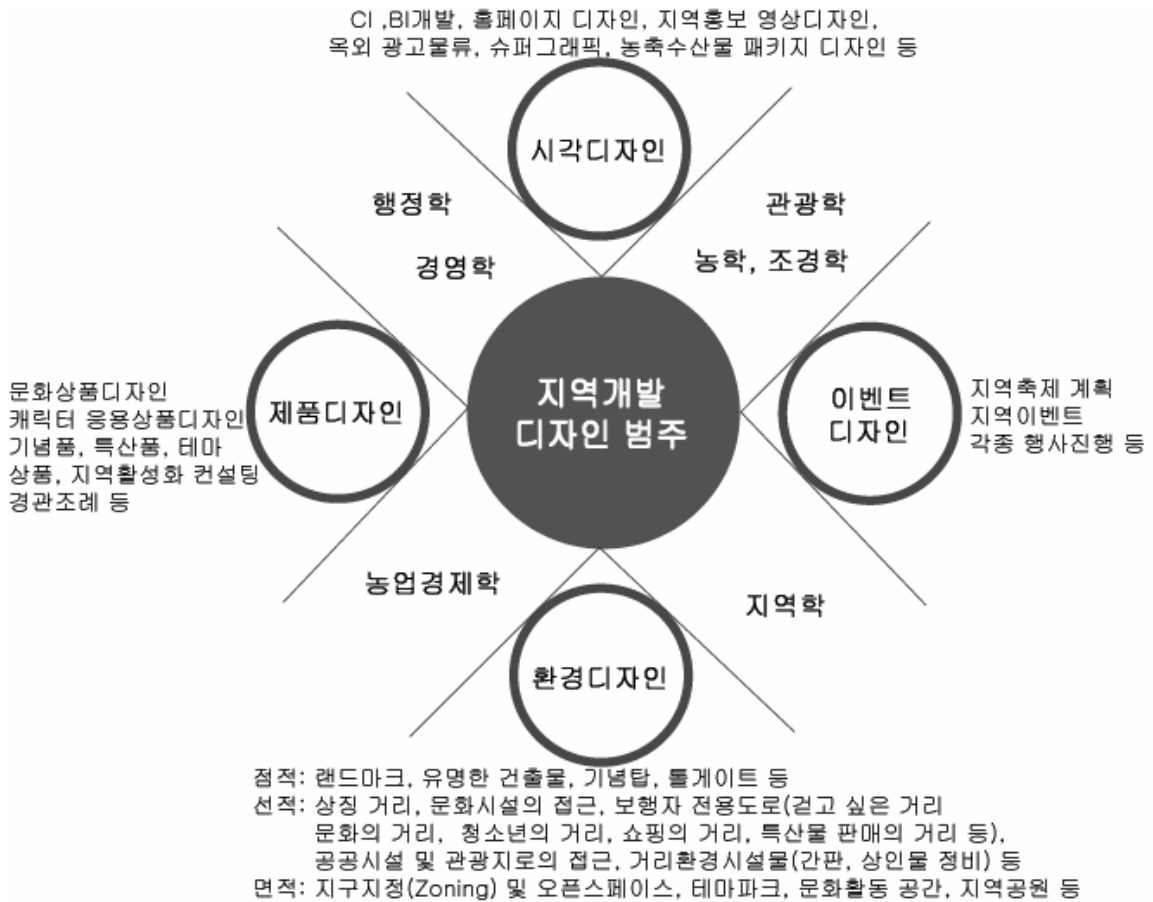 CI ,BI개발, 홈페이지 디자인, 지역홍보 영상디자인,
옥외 광고물류, 슈퍼그래픽, 농축수산물 패키지 디자인 등
시각디자인
행정학
관광학
경영학
농학, 조경학
지역개발
디자인 범주
제품디자인
이벤트
디자인
문화상품디자인
캐릭터 응용상품디자인
기념품, 특산품, 테마
상품, 지역활성화 컨설팅
경관조례 등
지역축제 계획
지역이벤트
각종 행사진행 등
농업경제학
지역학
환경디자인
점적: 랜드마크, 유명한 건출물, 기념탑, 톨게이트 등
선적: 상징 거리, 문화시설의 접근, 보행자 전용도로(걷고 싶은 거리
문화의 거리, 청소년의 거리, 쇼핑의 거리, 특산물 판매의 거리 등),
공공시설 및 관광지로의 접근, 거리환경시설물(간판, 상인물 정비) 등
면적: 지구지정(Zoning) 및 오픈스페이스, 테마파크, 문화활동 공간, 지역공원 등